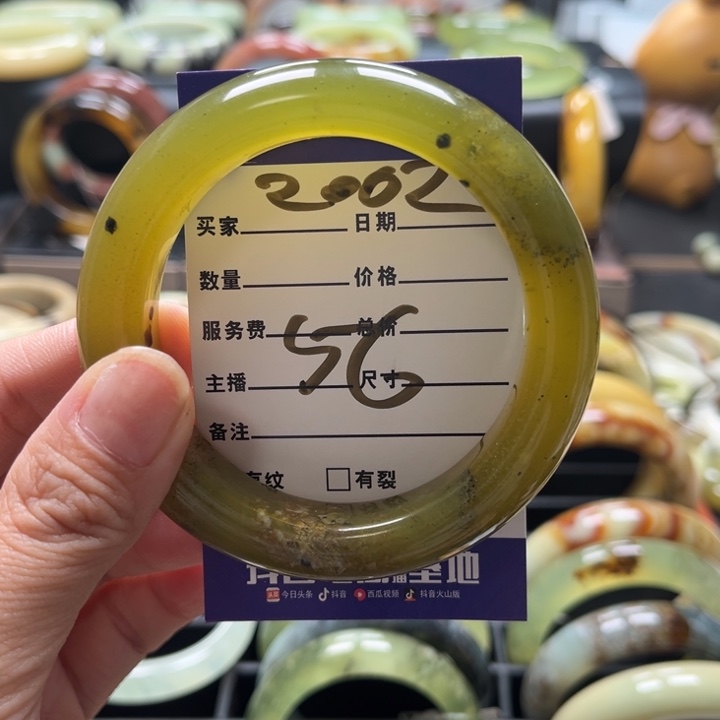 2002
买家 日期
数量 价格
服务费 总价
56
主播 尺寸
备注
有纹 □有裂
今日头条 抖音 西瓜视频 抖音火山版